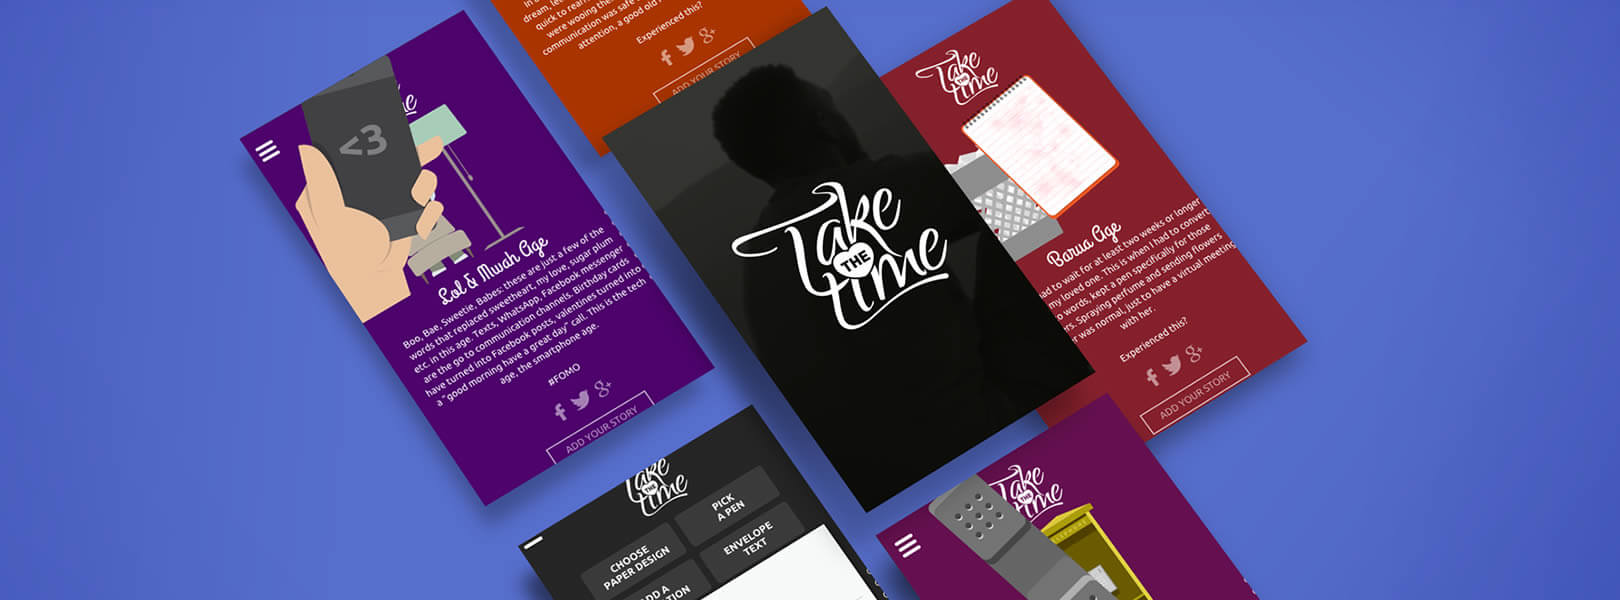 <3
Lol & Mwah Age
Boo, Bae, Sweetie, Babes: these are just a few of the
words that replaced sweetheart, my love, sugar plum
etc. in this age. Texts, WhatsApp, Facebook messenger
are the go to communication channels. Birthday cards
have turned into Facebook posts, valentines turned into
a "good morning have a great day" call. This is the tech
age, the smartphone age.
#FOMO
ADD YOUR STORY
dream,
quick to
were wooing
communication was safe
attention, a good old
Experienced this?
ADD YOUR STORY
Take
THE
time
Take
THE
time
Barua Age
had to wait for at least two weeks or longer
my loved one. This is when I had to convert
words, kept a pen specifically for those
Spraying perfume and sending flowers
was normal, just to have a virtual meeting
with her.
Experienced this?
ADD YOUR STORY
Take
THE
time
CHOOSE
PAPER DESIGN
PICK
A PEN
ADD A
ENVELOPE
TEXT
Take
THE
time